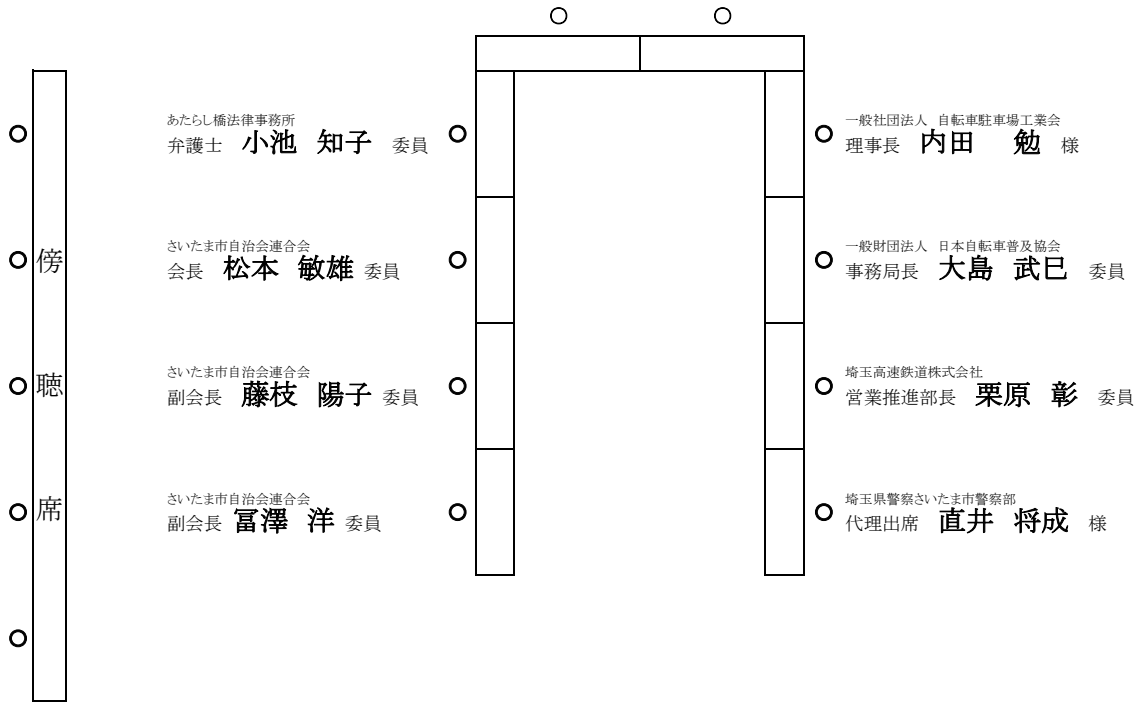 あたらし橋法律事務所
弁護士 小池 知子 委員
さいたま市自治会連合会
会長 松本 敏雄 委員
さいたま市自治会連合会
副会長 藤枝 陽子 委員
さいたま市自治会連合会
副会長 冨澤 洋 委員
一般社団法人 自転車駐車場工業会
理事長 内田 勉 様
一般財団法人 日本自転車普及協会
事務局長 大島 武巳 委員
埼玉高速鉄道株式会社
営業推進部長 栗原 彰 委員
埼玉県警察さいたま市警察部
代理出席 直井 将成 様
傍聴席